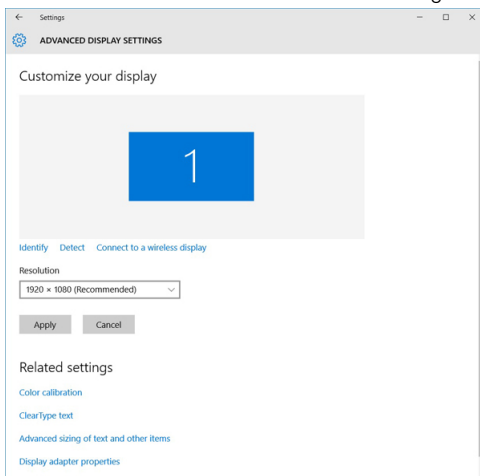 Settings
ADVANCED DISPLAY SETTINGS
Customize your display
1
Identify Detect Connect to a wireless display
Resolution
1920 × 1080 (Recommended)
Apply Cancel
Related settings
Color calibration
ClearType text
Advanced sizing of text and other items
Display adapter properties